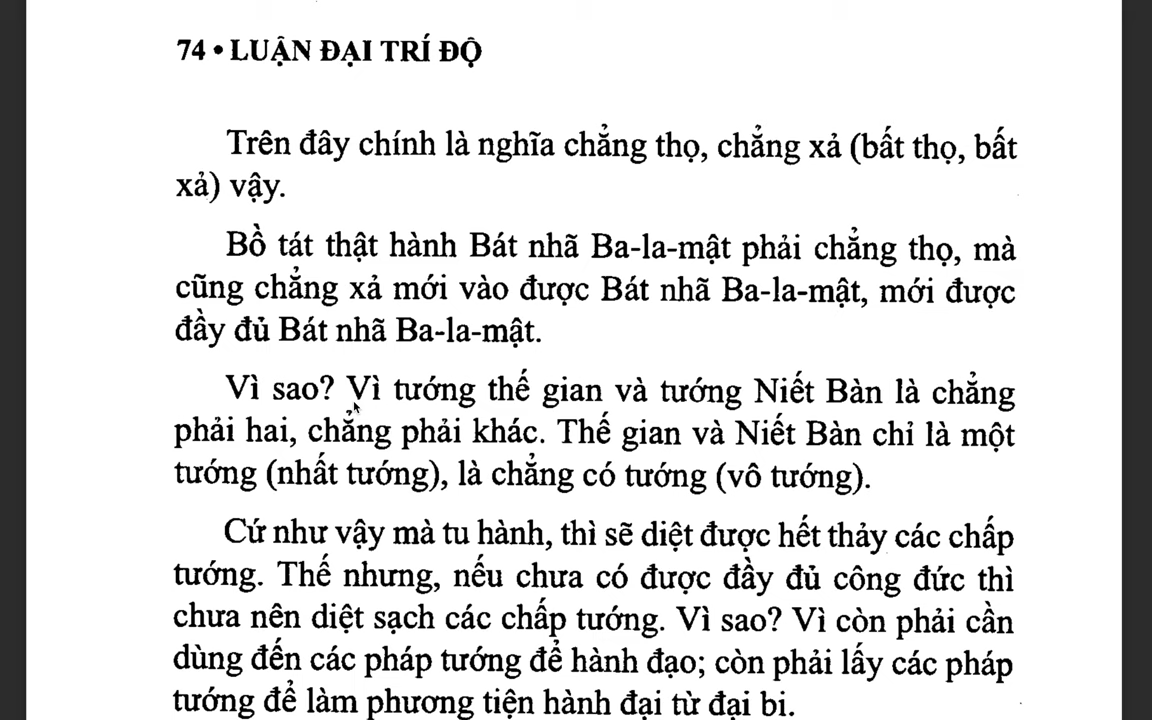 74 • LUẬN ĐẠI TRÍ ĐỘ
Trên đây chính là nghĩa chẳng thọ, chẳng xả (bất thọ, bất
xả) vậy.
Bồ tát thật hành Bát nhã Ba-la-mật phải chẳng thọ, mà
cũng chẳng xả mới vào được Bát nhã Ba-la-mật, mới được
đầy đủ Bát nhã Ba-la-mật.
Vì sao? Vì tướng thế gian và tướng Niết Bàn là chẳng
phải hai, chẳng phải khác. Thế gian và Niết Bàn chỉ là một
tướng (nhất tướng), là chẳng có tướng (vô tướng).
Cứ như vậy mà tu hành, thì sẽ diệt được hết thảy các chấp
tướng. Thế nhưng, nếu chưa có được đầy đủ công đức thì
chưa nên diệt sạch các chấp tướng. Vì sao? Vì còn phải cần
dùng đến các pháp tướng để hành đạo; còn phải lấy các pháp
tướng để làm phương tiện hành đại từ đại bi.